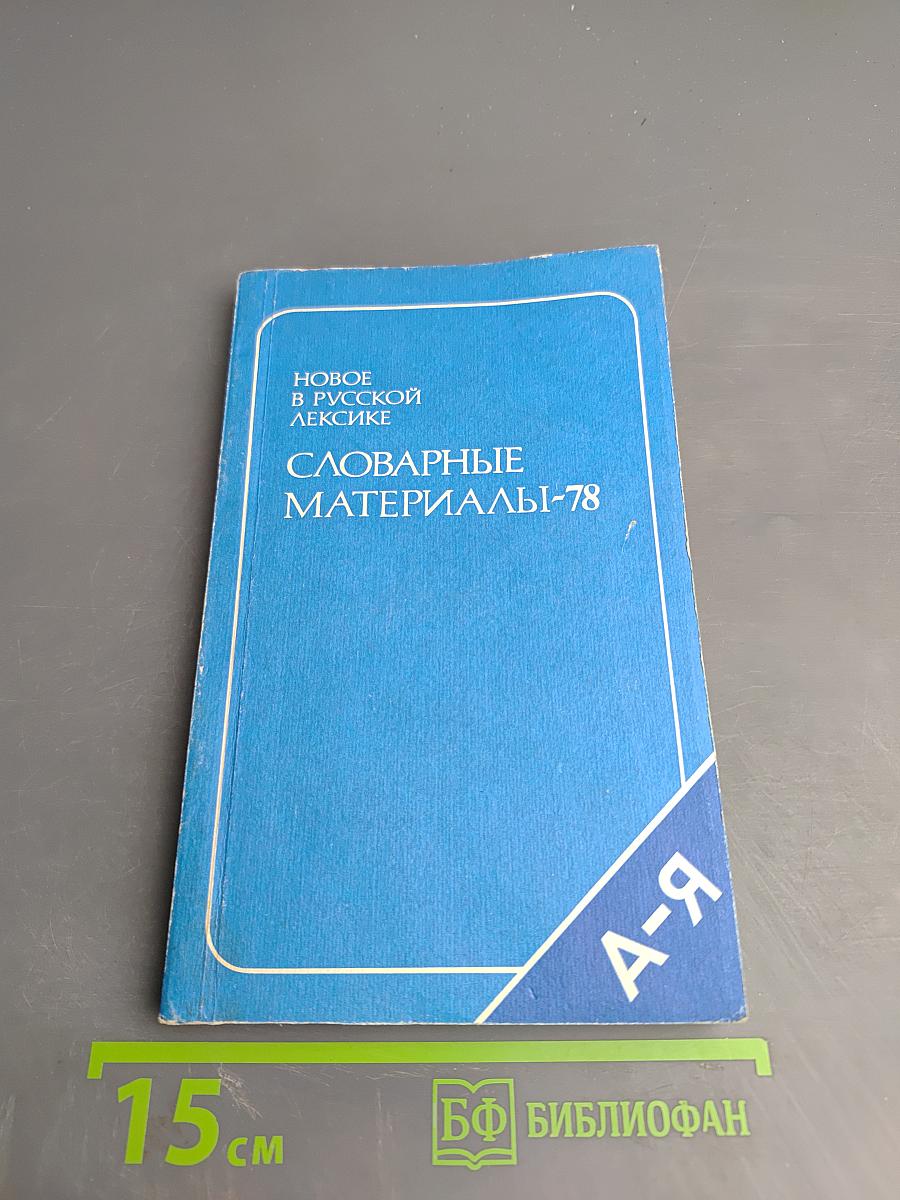 НОВОЕ
В РУССКОЙ
ЛЕКСИКЕ
СЛОВАРНЫЕ
МАТЕРИАЛЫ-78
А-Я
15 см
БФ БИБЛИОФАН